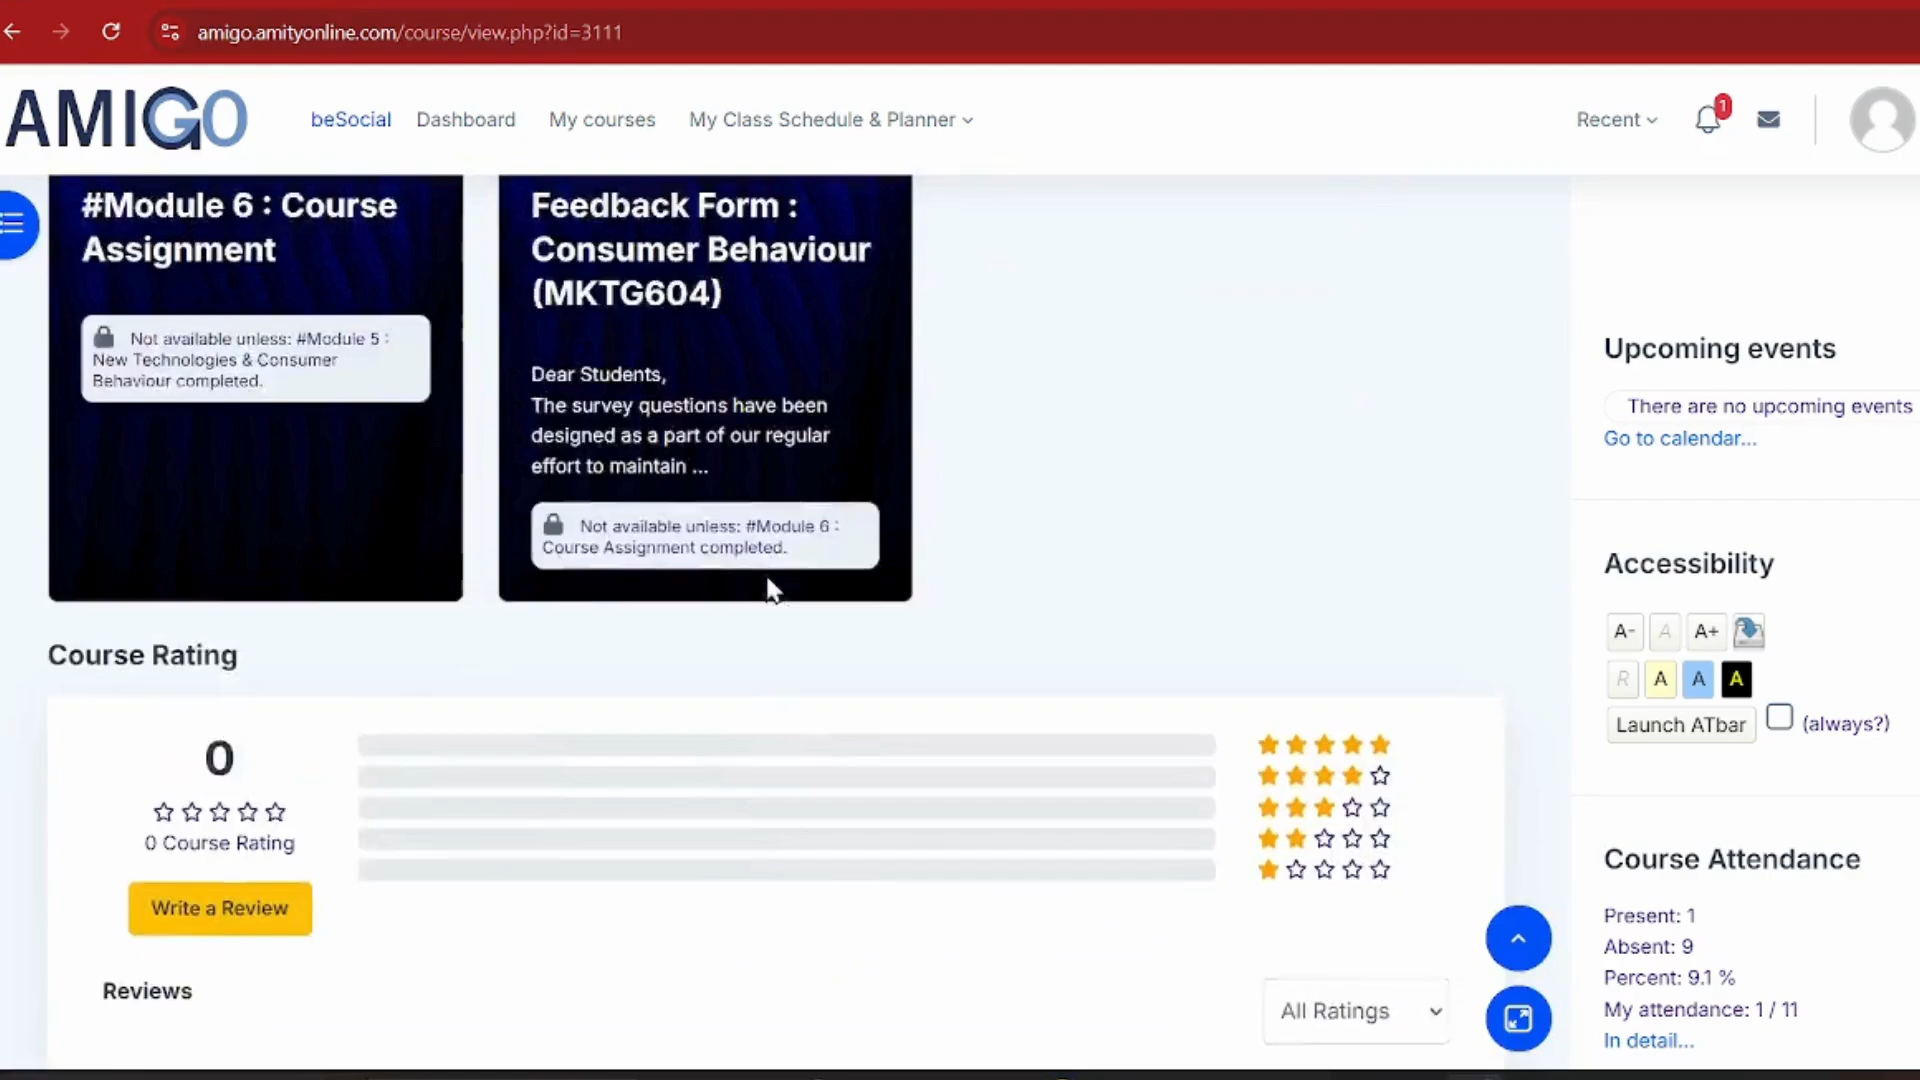 amigo.amityonline.com/course/view.php?id=3111
AMIGO
beSocial
Dashboard
My courses
My Class Schedule & Planner
Recent
1
#Module 6 : Course
Assignment
Not available unless: #Module 5 :
New Technologies & Consumer
Behaviour completed.
Feedback Form :
Consumer Behaviour
(MKTG604)
Dear Students,
The survey questions have been
designed as a part of our regular
effort to maintain ...
Not available unless: #Module 6 :
Course Assignment completed.
Course Rating
0
0 Course Rating
Write a Review
Reviews
All Ratings
Upcoming events
There are no upcoming events
Go to calendar...
Accessibility
A- A A+
R A A A
Launch ATbar (always?)
Course Attendance
Present: 1
Absent: 9
Percent: 9.1 %
My attendance: 1 / 11
In detail...